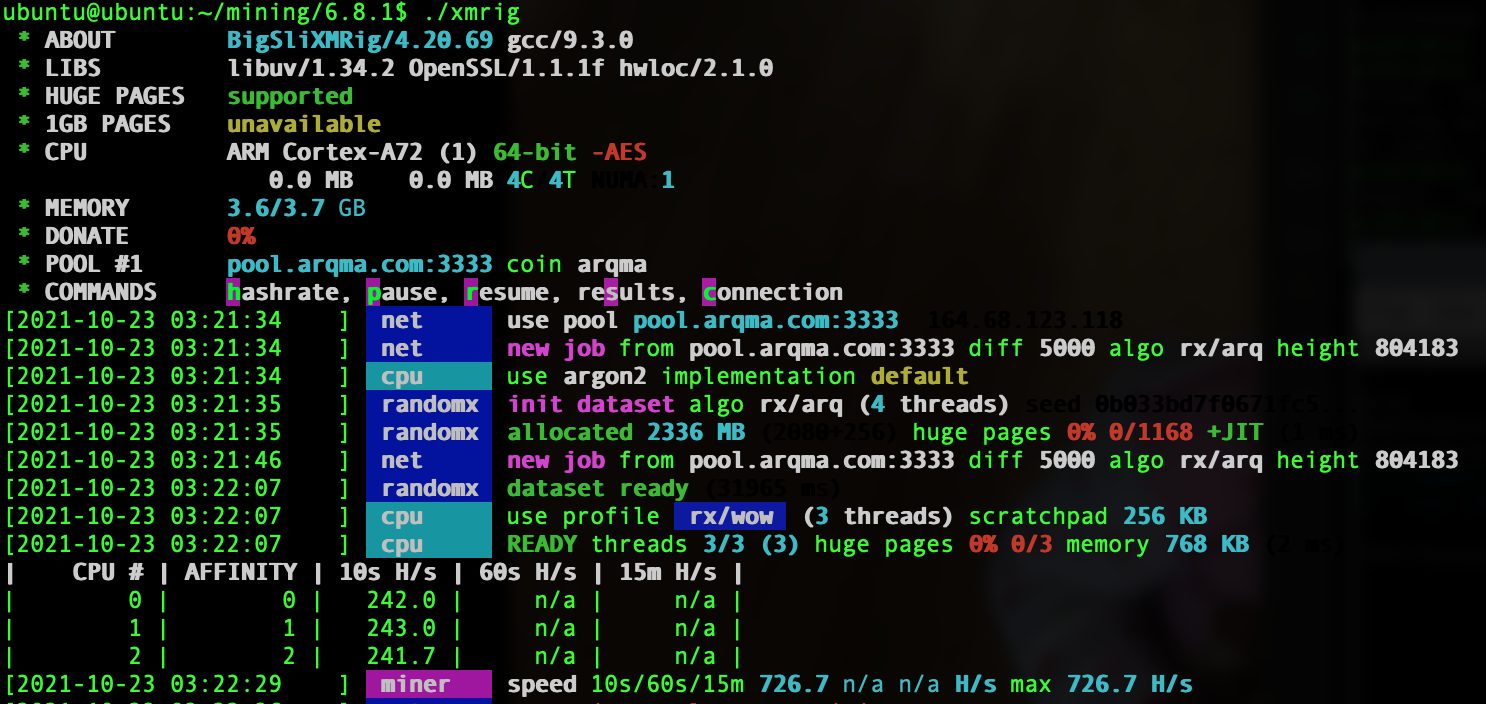 ubuntu@ubuntu:~/mining/6.8.1$ ./xmrig
* ABOUT BigSliXMRig/4.20.69 gcc/9.3.0
* LIBS libuv/1.34.2 OpenSSL/1.1.1f hwloc/2.1.0
* HUGE PAGES supported
* 1GB PAGES unavailable
* CPU ARM Cortex-A72 (1) 64-bit -AES
0.0 MB 0.0 MB 4C/4T NUMA:1
* MEMORY 3.6/3.7 GB
* DONATE 0%
* POOL #1 pool.arqma.com:3333 coin arqma
* COMMANDS hashrate, pause, resume, results, connection
[2021-10-23 03:21:34 ] net use pool pool.arqma.com:3333 164.68.123.118
[2021-10-23 03:21:34 ] net new job from pool.arqma.com:3333 diff 5000 algo rx/arq height 804183
[2021-10-23 03:21:34 ] cpu use argon2 implementation default
[2021-10-23 03:21:35 ] randomx init dataset algo rx/arq (4 threads) seed 0b033bd7f0671fc5...
[2021-10-23 03:21:35 ] randomx allocated 2336 MB (2080+256) huge pages 0% 0/1168 +JIT (1 ms)
[2021-10-23 03:21:46 ] net new job from pool.arqma.com:3333 diff 5000 algo rx/arq height 804183
[2021-10-23 03:22:07 ] randomx dataset ready (31965 ms)
[2021-10-23 03:22:07 ] cpu use profile rx/wow (3 threads) scratchpad 256 KB
[2021-10-23 03:22:07 ] cpu READY threads 3/3 (3) huge pages 0% 0/3 memory 768 KB (2 ms)
| CPU # | AFFINITY | 10s H/s | 60s H/s | 15m H/s |
| 0 | 0 | 242.0 | n/a | n/a |
| 1 | 1 | 243.0 | n/a | n/a |
| 2 | 2 | 241.7 | n/a | n/a |
[2021-10-23 03:22:29 ] miner speed 10s/60s/15m 726.7 n/a n/a H/s max 726.7 H/s